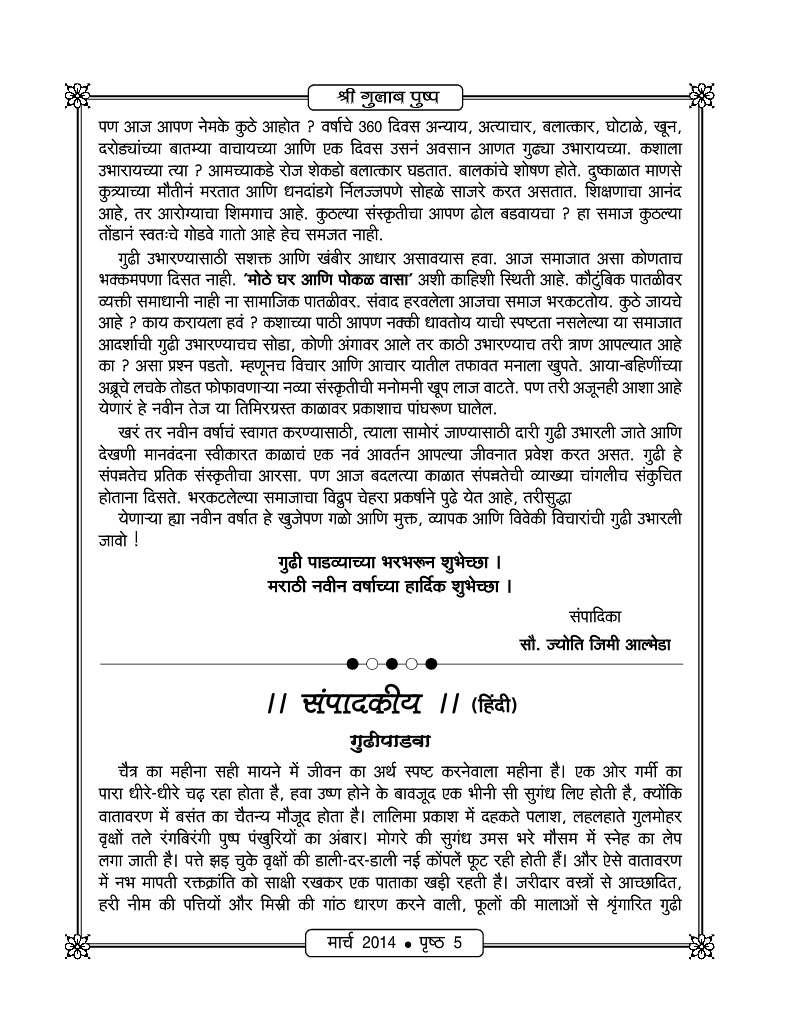 श्री गुलाब पुष्प
पण आज आपण नेमके कुठे आहोत ? वर्षाचे 360 दिवस अन्याय, अत्याचार, बलात्कार, घोटाळे, खून,
दरोड्यांच्या बातम्या वाचायच्या आणि एक दिवस उसनं अवसान आणत गुढ्या उभारायच्या. कशाला
उभारायच्या त्या ? आमच्याकडे रोज शेकडो बलात्कार घडतात. बालकांचे शोषण होते. दुष्काळात माणसे
कुत्र्याच्या मौतीनं मरतात आणि धनदांडगे र्निलज्जपणे सोहळे साजरे करत असतात. शिक्षणाचा आनंद
आहे, तर आरोग्याचा शिमगाच आहे. कुठल्या संस्कृतीचा आपण ढोल बडवायचा ? हा समाज कुठल्या
तोंडानं स्वतःचे गोडवे गातो आहे हेच समजत नाही.
गुढी उभारण्यासाठी सशक्त आणि खंबीर आधार असावयास हवा. आज समाजात असा कोणताच
भक्कमपणा दिसत नाही. ‘मोठे घर आणि पोकळ वासा’ अशी काहिशी स्थिती आहे. कौटुंबिक पातळीवर
व्यक्ती समाधानी नाही ना सामाजिक पातळीवर. संवाद हरवलेला आजचा समाज भरकटतोय. कुठे जायचे
आहे ? काय करायला हवं ? कशाच्या पाठी आपण नक्की धावतोय याची स्पष्टता नसलेल्या या समाजात
आदर्शाची गुढी उभारण्याचच सोडा, कोणी अंगावर आले तर काठी उभारण्याच तरी त्राण आपल्यात आहे
का ? असा प्रश्न पडतो. म्हणूनच विचार आणि आचार यातील तफावत मनाला खुपते. आया-बहिणींच्या
अब्रूचे लचके तोडत फोफावणाऱ्या नव्या संस्कृतीची मनोमनी खूप लाज वाटते. पण तरी अजूनही आशा आहे
येणारं हे नवीन तेज या तिमिरग्रस्त काळावर प्रकाशाच पांघरूण घालेल.
खरं तर नवीन वर्षाचं स्वागत करण्यासाठी, त्याला सामोरं जाण्यासाठी दारी गुढी उभारली जाते आणि
देखणी मानवंदना स्वीकारत काळाचं एक नवं आवर्तन आपल्या जीवनात प्रवेश करत असत. गुढी हे
संपन्नतेच प्रतिक संस्कृतीचा आरसा. पण आज बदलत्या काळात संपन्नतेची व्याख्या चांगलीच संकुचित
होताना दिसते. भरकटलेल्या समाजाचा विद्रुप चेहरा प्रकर्षाने पुढे येत आहे, तरीसुद्धा
येणाऱ्या ह्या नवीन वर्षात हे खुजेपण गळो आणि मुक्त, व्यापक आणि विवेकी विचारांची गुढी उभारली
जावो !
गुढी पाडव्याच्या भरभरून शुभेच्छा ।
मराठी नवीन वर्षाच्या हार्दिक शुभेच्छा ।
संपादिका
सौ. ज्योति जिमी आल्मेडा
।। संपादकीय ।। (हिंदी)
गुढीपाडवा
चैत्र का महीना सही मायने में जीवन का अर्थ स्पष्ट करनेवाला महीना है। एक ओर गर्मी का
पारा धीरे-धीरे चढ़ रहा होता है, हवा उष्ण होने के बावजूद एक भीनी सी सुगंध लिए होती है, क्योंकि
वातावरण में बसंत का चैतन्य मौजूद होता है। लालिमा प्रकाश में दहकते पलाश, लहलहाते गुलमोहर
वृक्षों तले रंगबिरंगी पुष्प पंखुरियों का अंबार। मोगरे की सुगंध उमस भरे मौसम में स्नेह का लेप
लगा जाती है। पत्ते झड़ चुके वृक्षों की डाली-दर-डाली नई कोंपलें फूट रही होती हैं। और ऐसे वातावरण
में नभ मापती रक्तक्रांति को साक्षी रखकर एक पाताका खड़ी रहती है। जरीदार वस्त्रों से आच्छादित,
हरी नीम की पत्तियों और मिस्री की गांठ धारण करने वाली, फूलों की मालाओं से शृंगारित गुढी
मार्च 2014 • पृष्ठ 5